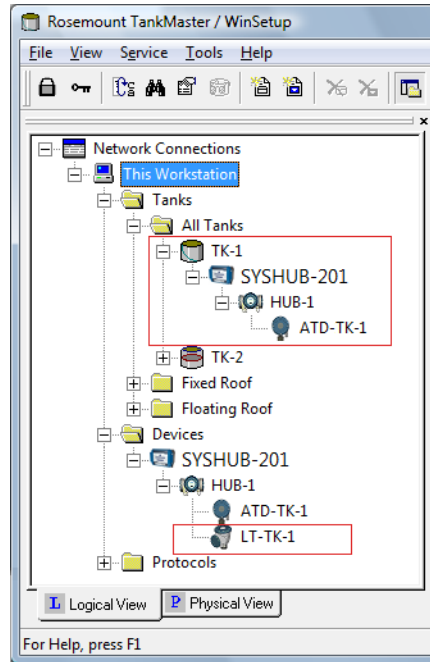 Rosemount TankMaster / WinSetup
File View Service Tools Help
Network Connections
This Workstation
Tanks
All Tanks
TK-1
SYSHUB-201
HUB-1
ATD-TK-1
TK-2
Fixed Roof
Floating Roof
Devices
SYSHUB-201
HUB-1
ATD-TK-1
LT-TK-1
Protocols
L Logical View P Physical View
For Help, press F1